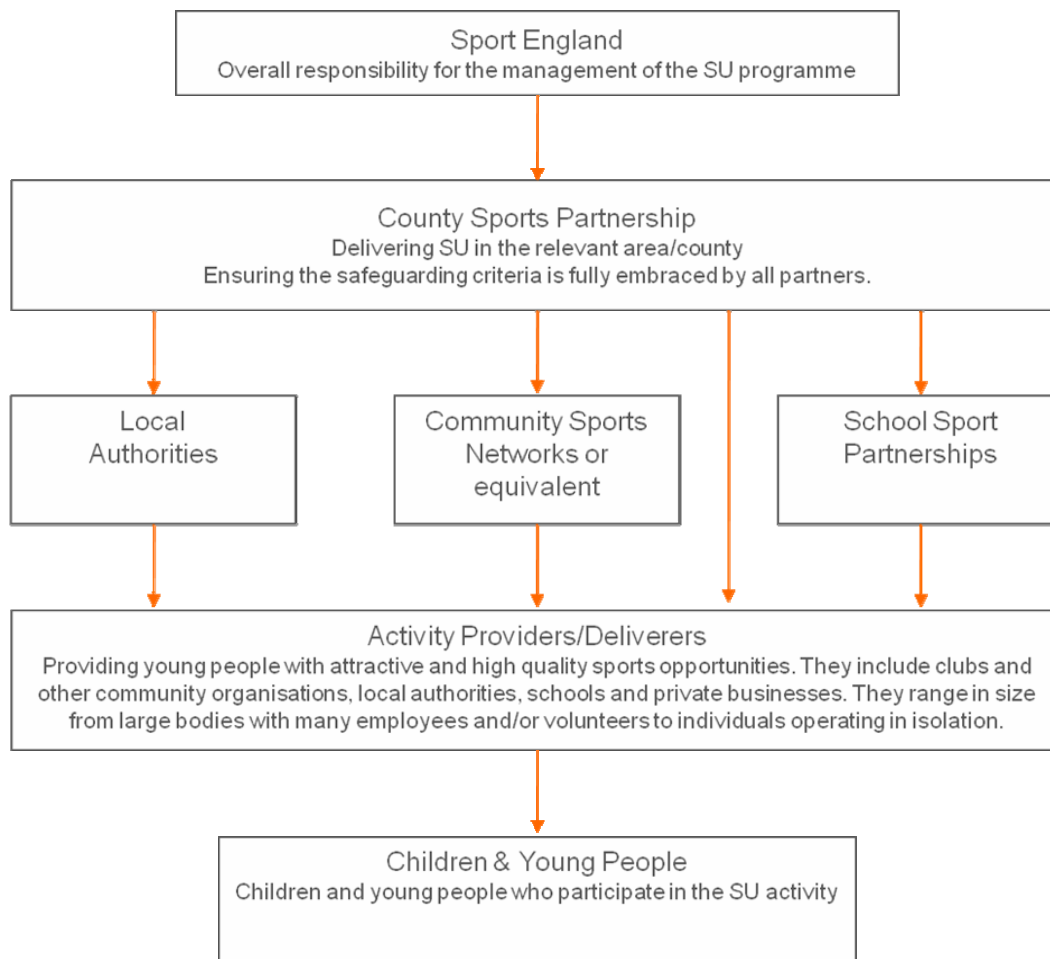 Sport England
Overall responsibility for the management of the SU programme
County Sports Partnership
Delivering SU in the relevant area/county
Ensuring the safeguarding criteria is fully embraced by all partners.
Local
Authorities
Community Sports
Networks or
equivalent
School Sport
Partnerships
Activity Providers/Deliverers
Providing young people with attractive and high quality sports opportunities. They include clubs and
other community organisations, local authorities, schools and private businesses. They range in size
from large bodies with many employees and/or volunteers to individuals operating in isolation.
Children & Young People
Children and young people who participate in the SU activity